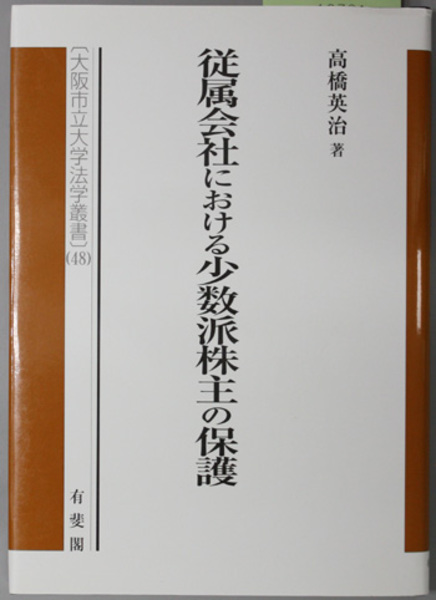 高橋英治 著
従属会社における少数派株主の保護
〔大阪市立大学法学叢書〕(48)
有斐閣